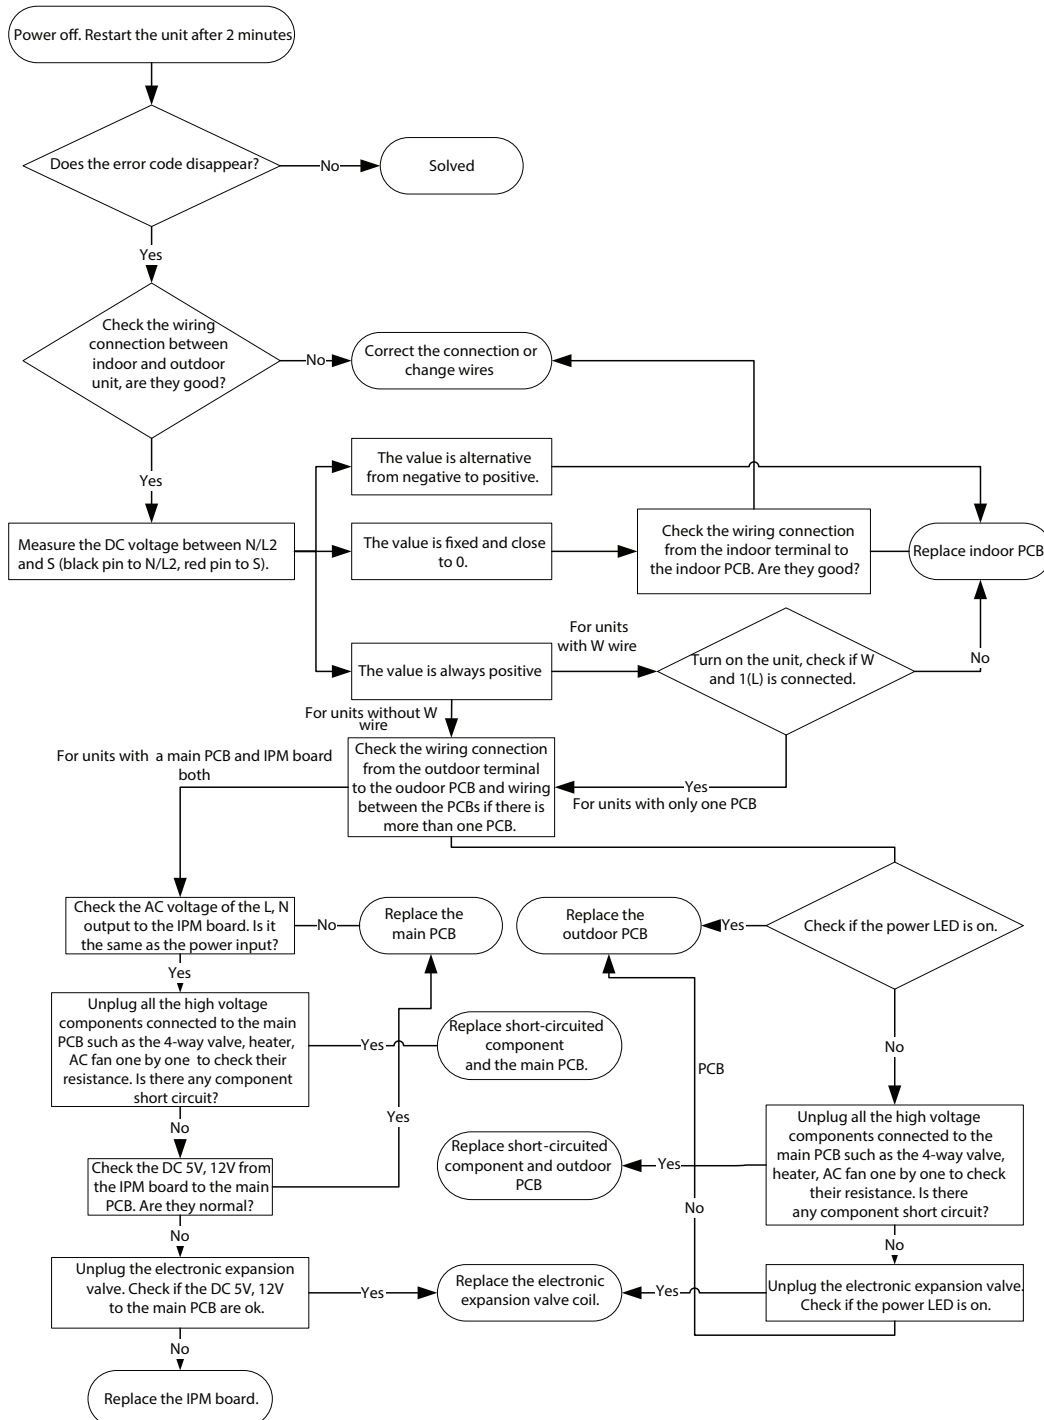 Power off. Restart the unit after 2 minutes
Does the error code disappear?
No
Solved
Yes
Check the wiring
connection between
indoor and outdoor
unit, are they good?
No
Correct the connection or
change wires
Yes
The value is alternative
from negative to positive.
Measure the DC voltage between N/L2
and S (black pin to N/L2, red pin to S).
The value is fixed and close
to 0.
Check the wiring connection
from the indoor terminal to
the indoor PCB. Are they good?
Replace indoor PCB
The value is always positive
For units
with W wire
Turn on the unit, check if W
and 1(L) is connected.
No
For units without W
wire
For units with  a main PCB and IPM board
both
Check the wiring connection
from the outdoor terminal
to the oudoor PCB and wiring
between the PCBs if there is
more than one PCB.
Yes
For units with only one PCB
Check the AC voltage of the L, N
output to the IPM board. Is it
the same as the power input?
No
Replace the
main PCB
Replace the
outdoor PCB
Yes
Check if the power LED is on.
Yes
Unplug all the high voltage
components connected to the main
PCB such as the 4-way valve, heater,
AC fan one by one  to check their
resistance. Is there any component
short circuit?
Yes
Replace short-circuited
component
and the main PCB.
PCB
No
Yes
No
Unplug all the high voltage
components connected to the
main PCB such as the 4-way valve,
heater, AC fan one by one to check
their resistance. Is there
any component short circuit?
Yes
Replace short-circuited
component and outdoor
PCB
Check the DC 5V, 12V from
the IPM board to the main
PCB. Are they normal?
No
No
No
Unplug the electronic expansion
valve. Check if the DC 5V, 12V
to the main PCB are ok.
Yes
Replace the electronic
expansion valve coil.
Yes
Unplug the electronic expansion valve.
Check if the power LED is on.
No
Replace the IPM board.